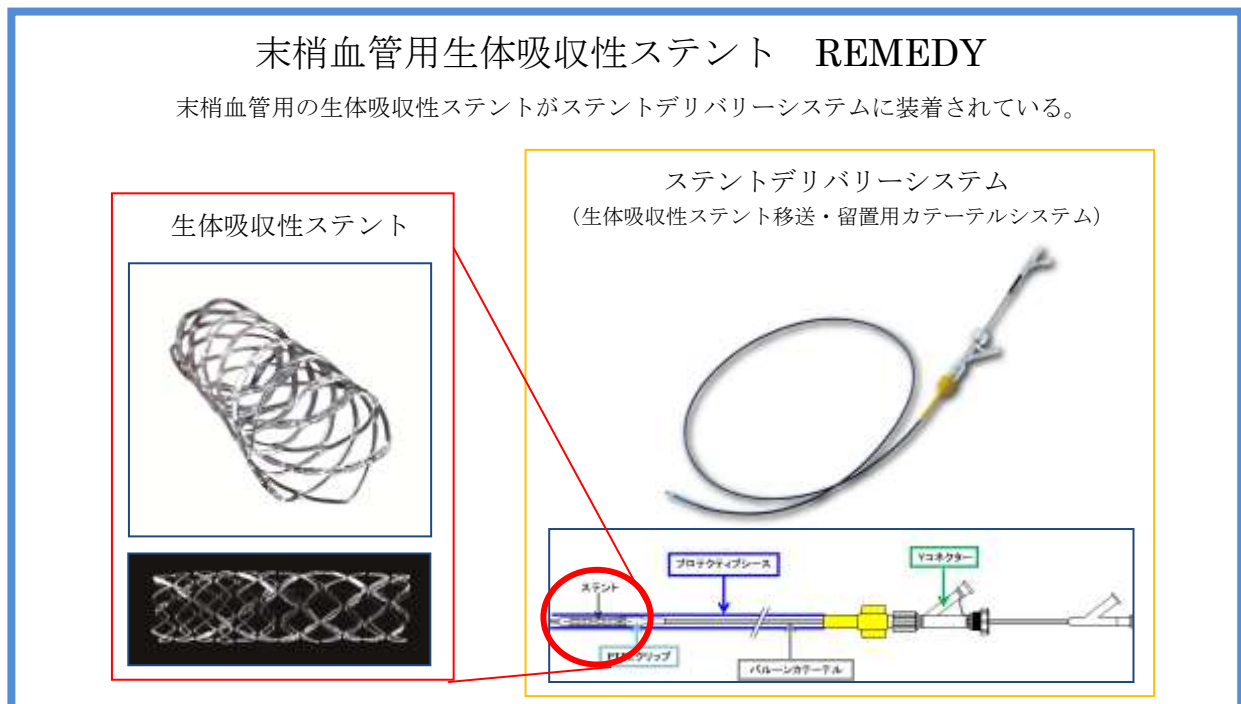 末梢血管用生体吸収性ステント　REMEDY
末梢血管用の生体吸収性ステントがステントデリバリーシステムに装着されている。
生体吸収性ステント
ステントデリバリーシステム
（生体吸収性ステント移送・留置用カテーテルシステム）
プロテクティブシース
Yコネクター
ステント
クリップ
バルーンカテーテル